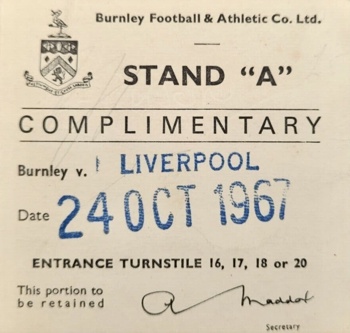 Burnley Football & Athletic Co. Ltd.
STAND "A"
COMPLIMENTARY
Burnley v. LIVERPOOL
Date 24 OCT 1967
ENTRANCE TURNSTILE 16, 17, 18 or 20
This portion to
be retained
A Maddox
Secretary